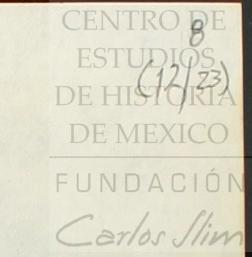 CENTRO DE
8
ESTUDIOS
(12/23)
DE HISTORIA
DE MEXICO
FUNDACIÓN
Carlos Slim